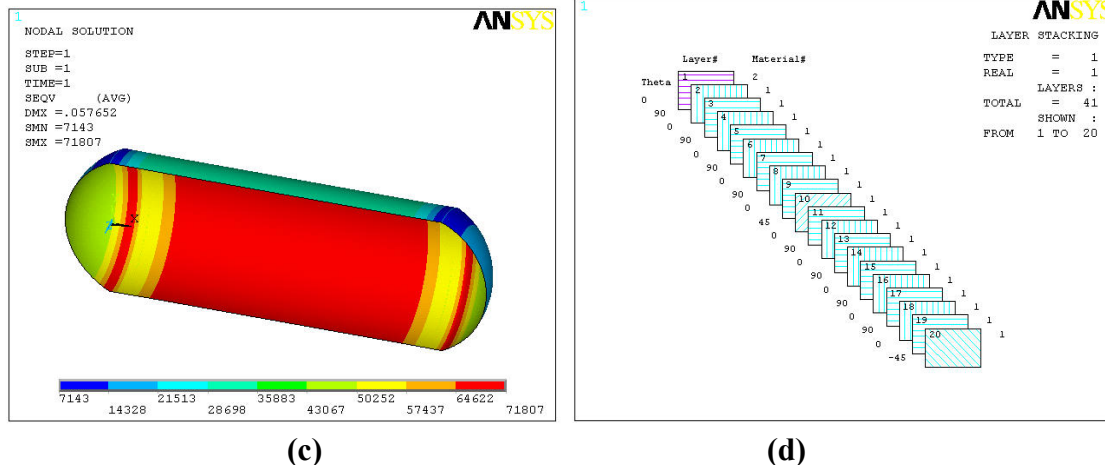 1
ANSYS
NODAL SOLUTION
STEP=1
SUB =1
TIME=1
SEQV (AVG)
DMX =.057652
SMN =7143
SMX =71807
X
7143 21513 35883 50252 64622
14328 28698 43067 57437 71807
(c)
1
ANSYS
LAYER STACKING
TYPE = 1
REAL = 1
LAYERS :
TOTAL = 41
SHOWN :
FROM 1 TO 20
Layer# Material#
Theta
0 1 2
90 2 1
0 3 1
90 4 1
0 5 1
90 6 1
0 7 1
90 8 1
0 9 1
45 10 1
0 11 1
90 12 1
0 13 1
90 14 1
0 15 1
90 16 1
0 17 1
90 18 1
0 19 1
-45 20 1
(d)